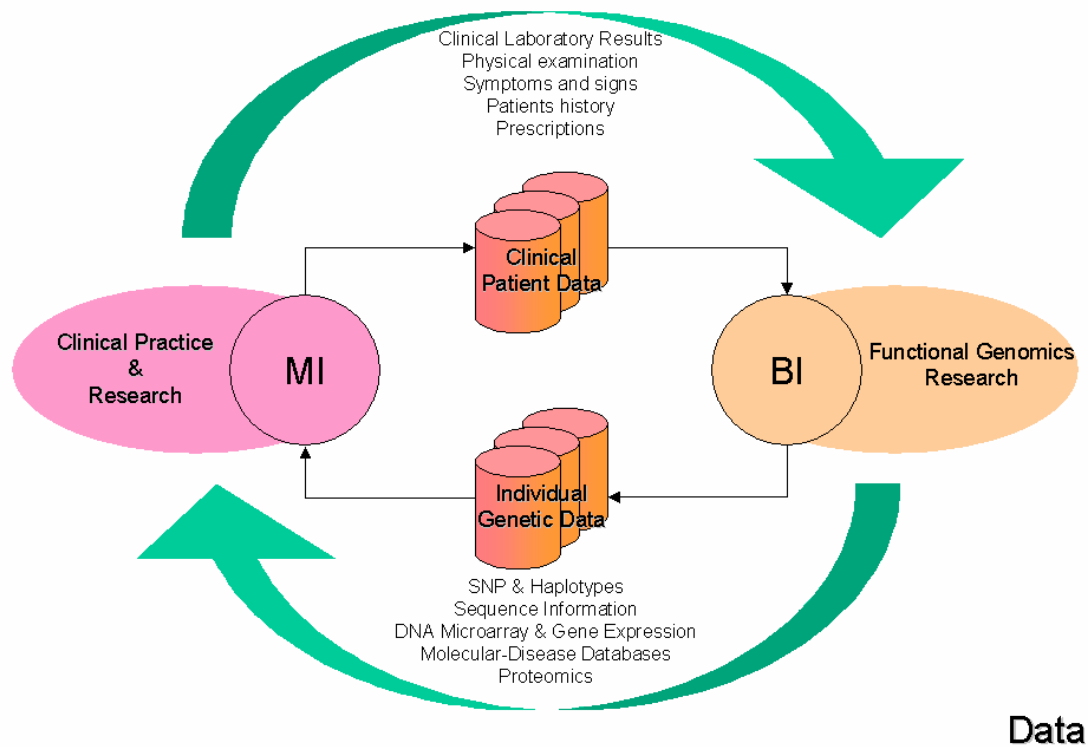 Clinical Laboratory Results
Physical examination
Symptoms and signs
Patients history
Prescriptions
Clinical
Patient Data
Clinical Practice
&
Research
MI
BI
Functional Genomics
Research
Individual
Genetic Data
SNP & Haplotypes
Sequence Information
DNA Microarray & Gene Expression
Molecular-Disease Databases
Proteomics
Data